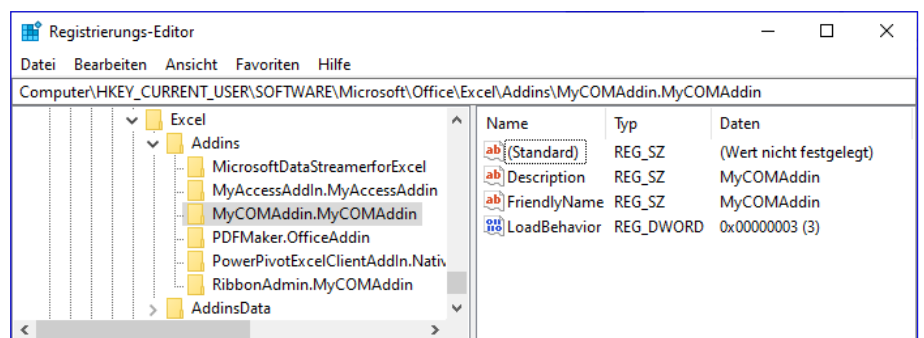 Registrierungs-Editor
Datei Bearbeiten Ansicht Favoriten Hilfe
Computer\HKEY_CURRENT_USER\SOFTWARE\Microsoft\Office\Excel\Addins\MyCOMAddin.MyCOMAddin
Excel
Addins
MicrosoftDataStreamerforExcel
MyAccessAddIn.MyAccessAddin
MyCOMAddin.MyCOMAddin
PDFMaker.OfficeAddin
PowerPivotExcelClientAddIn.Nativ
RibbonAdmin.MyCOMAddin
AddinsData
Name Typ Daten
(Standard) REG_SZ (Wert nicht festgelegt)
Description REG_SZ MyCOMAddin
FriendlyName REG_SZ MyCOMAddin
LoadBehavior REG_DWORD 0x00000003 (3)